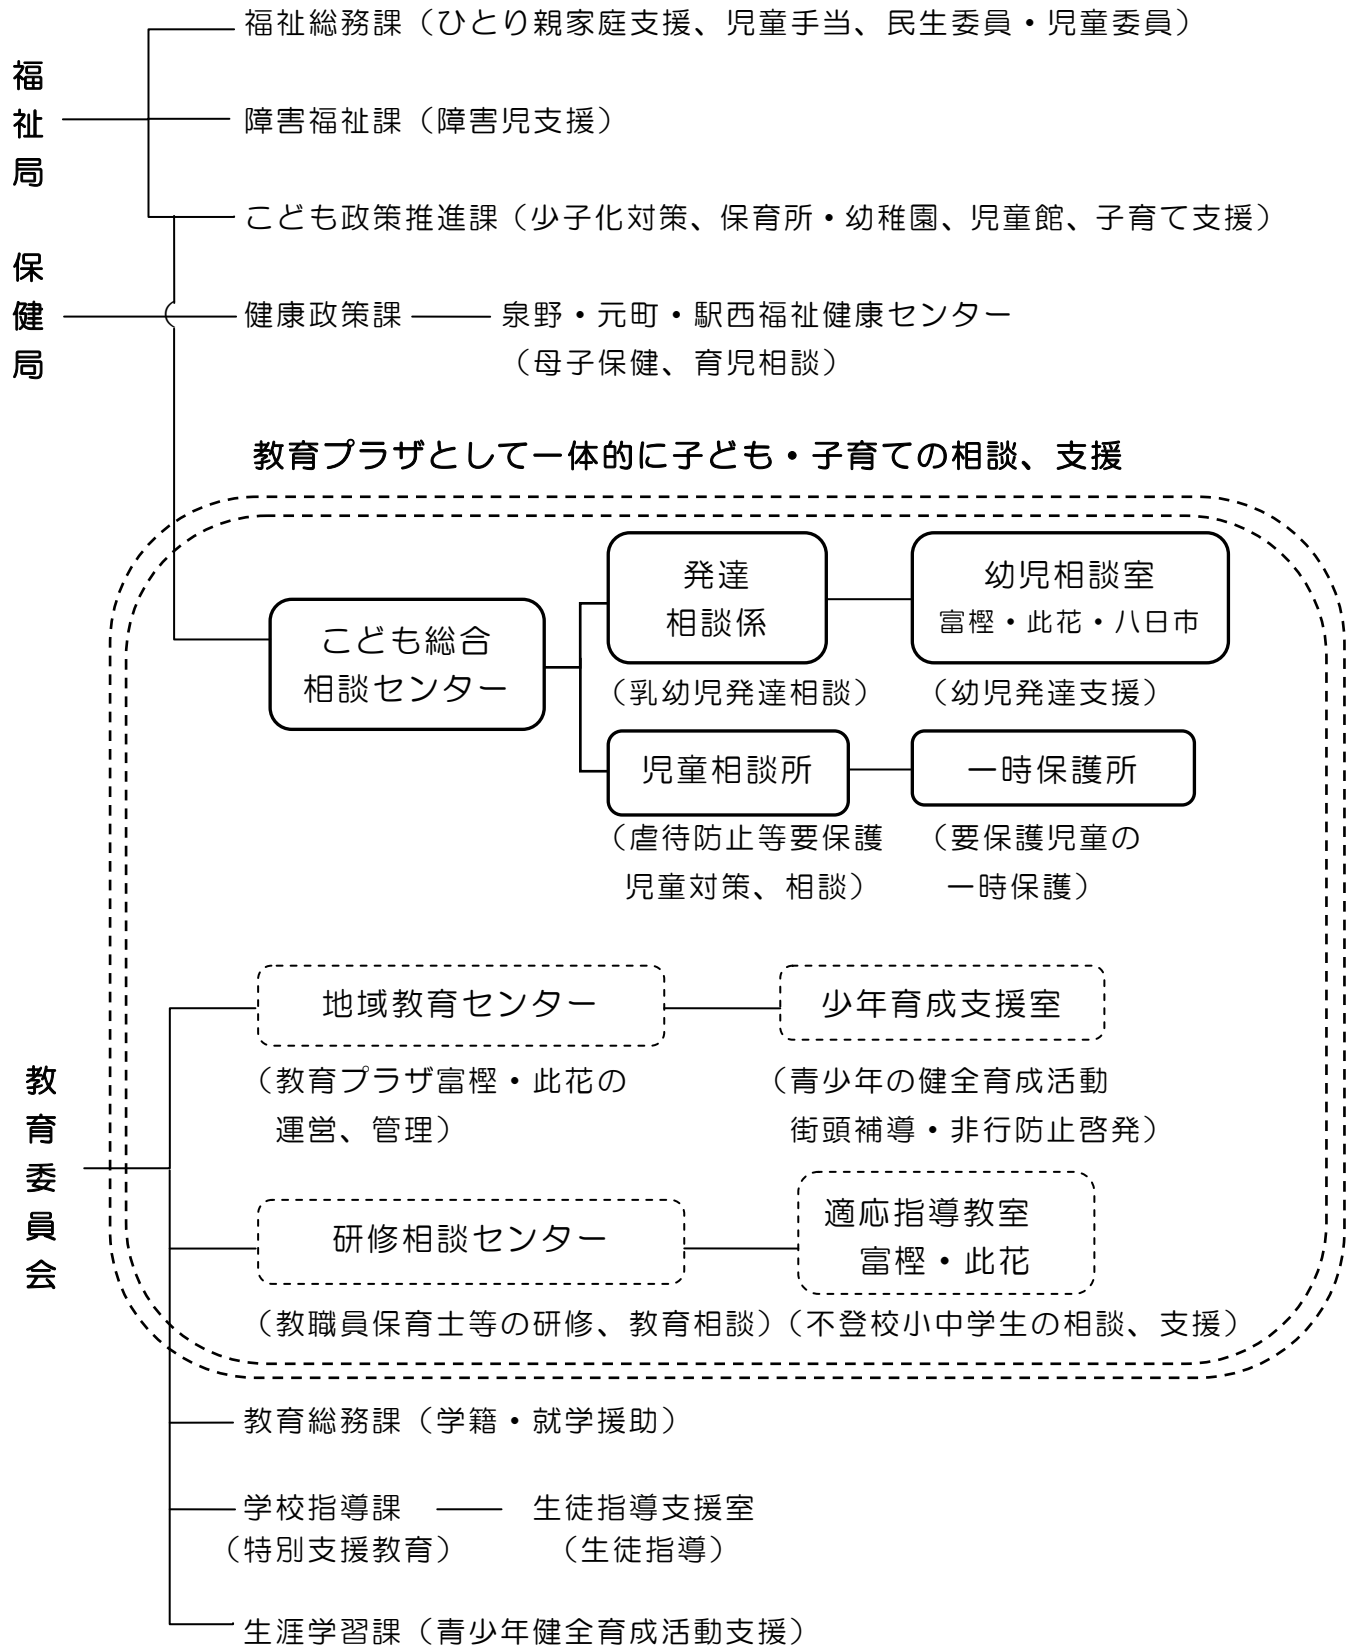 福祉局
福祉総務課（ひとり親家庭支援、児童手当、民生委員・児童委員）
障害福祉課（障害児支援）
こども政策推進課（少子化対策、保育所・幼稚園、児童館、子育て支援）
保健局
健康政策課
泉野・元町・駅西福祉健康センター
（母子保健、育児相談）
教育プラザとして一体的に子ども・子育ての相談、支援
こども総合
相談センター
発達
相談係
（乳幼児発達相談）
幼児相談室
富樫・此花・八日市
（幼児発達支援）
児童相談所
（虐待防止等要保護
児童対策、相談）
一時保護所
（要保護児童の
一時保護）
教育委員会
地域教育センター
（教育プラザ富樫・此花の
運営、管理）
少年育成支援室
（青少年の健全育成活動
街頭補導・非行防止啓発）
研修相談センター
（教職員保育士等の研修、教育相談）
適応指導教室
富樫・此花
（不登校小中学生の相談、支援）
教育総務課（学籍・就学援助）
学校指導課
（特別支援教育）
生徒指導支援室
（生徒指導）
生涯学習課（青少年健全育成活動支援）